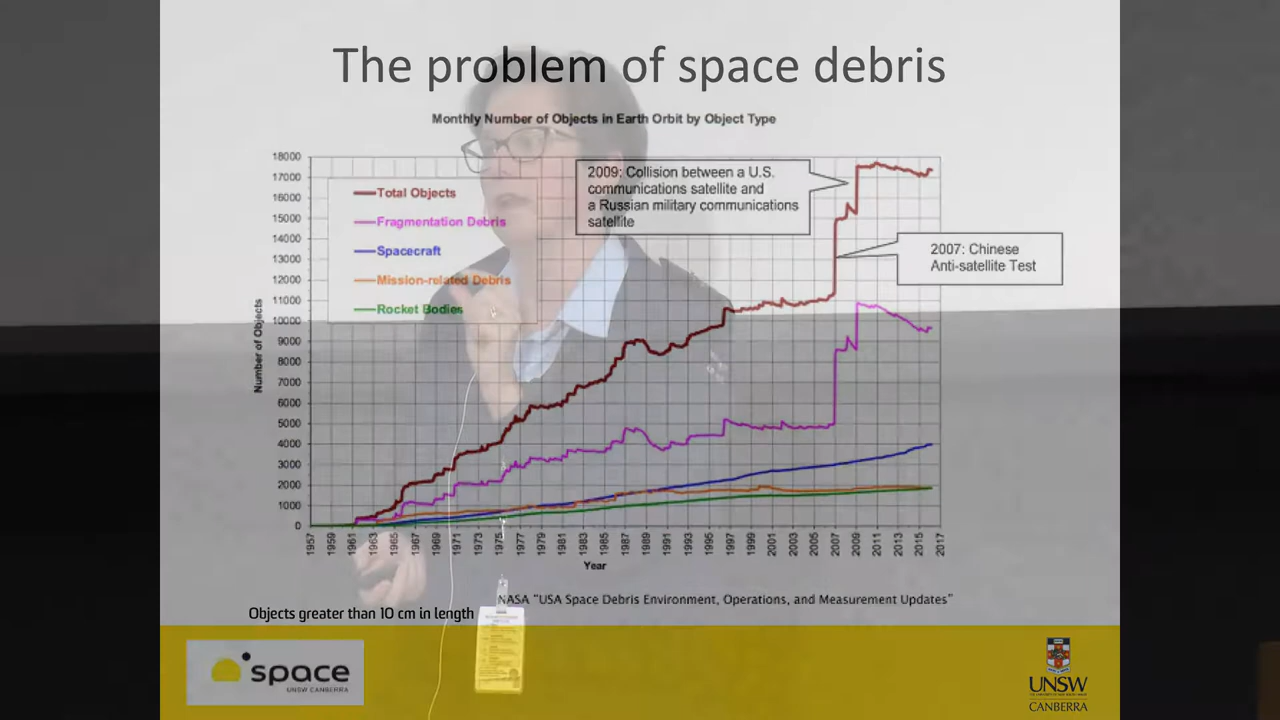 The problem of space debris
Monthly Number of Objects in Earth Orbit by Object Type
18000
17000
16000
15000
14000
13000
12000
11000
10000
9000
8000
7000
6000
5000
4000
3000
2000
1000
0
Number of Objects
Total Objects
Fragmentation Debris
Spacecraft
Mission-related Debris
Rocket Bodies
2009: Collision between a U.S.
communications satellite and
a Russian military communications
satellite
2007: Chinese
Anti-satellite Test
1957 1959 1961 1963 1965 1967 1969 1971 1973 1975 1977 1979 1981 1983 1985 1987 1989 1991 1993 1995 1997 1999 2001 2003 2005 2007 2009 2011 2013 2015 2017
Year
NASA "USA Space Debris Environment, Operations, and Measurement Updates"
Objects greater than 10 cm in length
space
UNSW CANBERRA
UNSW
CANBERRA